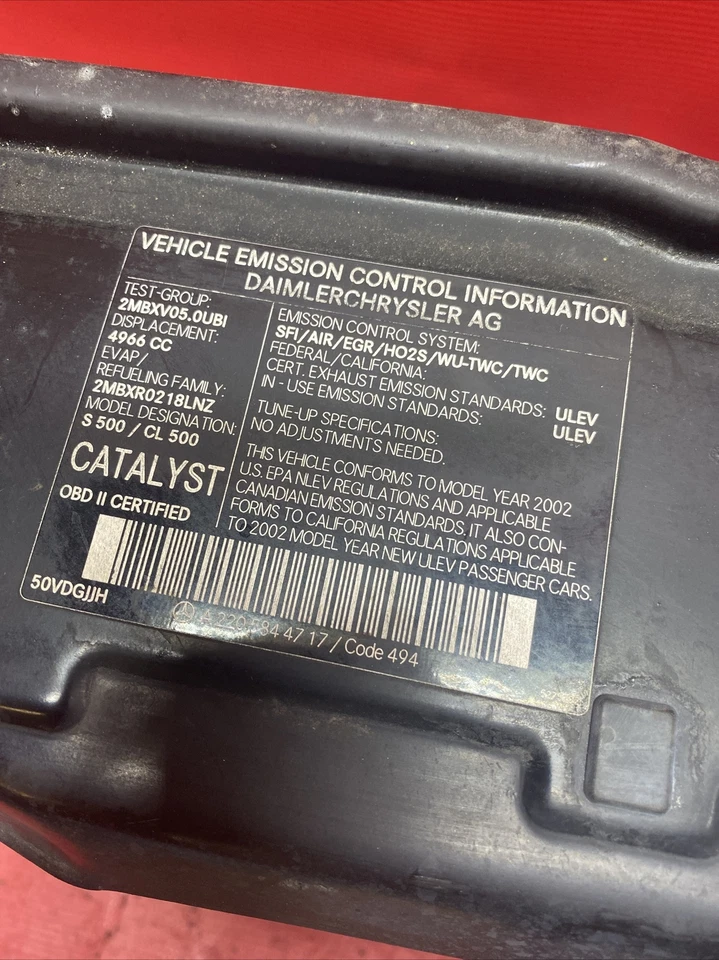 VEHICLE EMISSION CONTROL INFORMATION
DAIMLERCHRYSLER AG
TEST-GROUP:
2MBXV05.0UBI
DISPLACEMENT:
4966 CC
EVAP/
REFUELING FAMILY:
2MBXR0218LNZ
MODEL DESIGNATION:
S 500 / CL 500
CATALYST
OBD II CERTIFIED
EMISSION CONTROL SYSTEM:
SFI/AIR/EGR/HO2S/WU-TWC/TWC
FEDERAL/CALIFORNIA:
CERT. EXHAUST EMISSION STANDARDS: ULEV
IN - USE EMISSION STANDARDS: ULEV
TUNE-UP SPECIFICATIONS:
NO ADJUSTMENTS NEEDED.
THIS VEHICLE CONFORMS TO MODEL YEAR 2002
U.S. EPA NLEV REGULATIONS AND APPLICABLE
CANADIAN EMISSION STANDARDS. IT ALSO CON-
FORMS TO CALIFORNIA REGULATIONS APPLICABLE
TO 2002 MODEL YEAR NEW ULEV PASSENGER CARS.
50VDGJJH
A 220 584 47 17 / Code 494